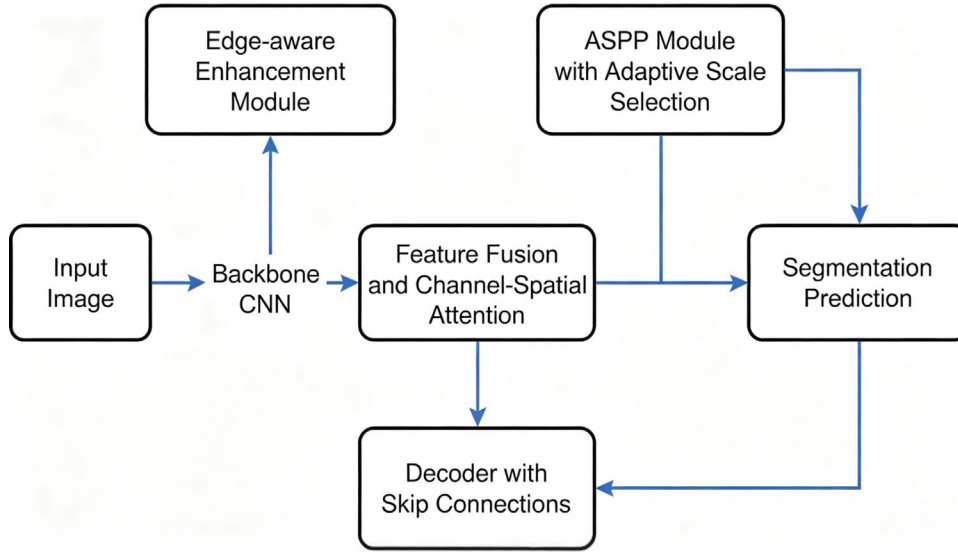 Edge-aware
Enhancement
Module
ASPP Module
with Adaptive Scale
Selection
Input
Image
Backbone
CNN
Feature Fusion
and Channel-Spatial
Attention
Segmentation
Prediction
Decoder with
Skip Connections